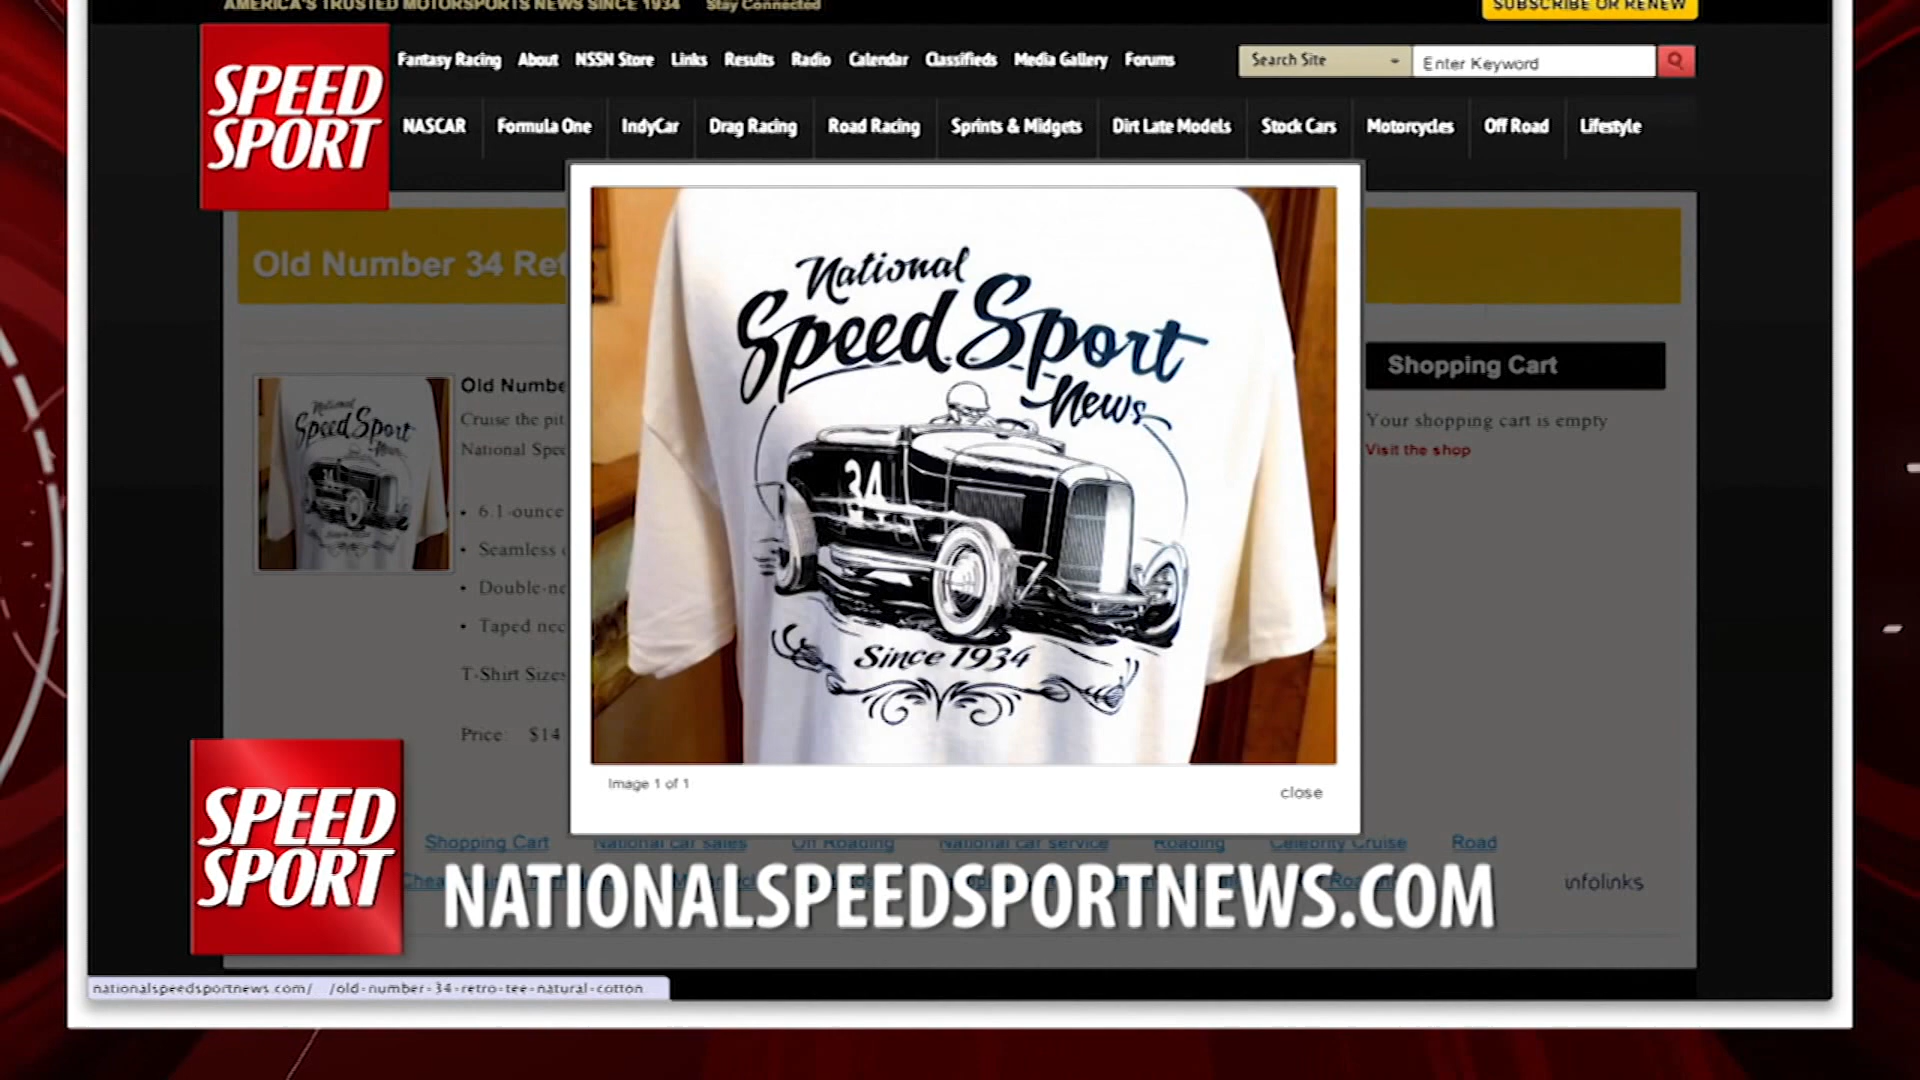 AMERICA'S TRUSTED MOTORSPORTS NEWS SINCE 1934 Stay Connected
SUBSCRIBE OR RENEW
SPEED
SPORT
Fantasy Racing About NSSN Store Links Results Radio Calendar Classifieds Media Gallery Forums
Search Site
Enter Keyword
NASCAR Formula One IndyCar Drag Racing Road Racing Sprints & Midgets Dirt Late Models Stock Cars Motorcycles Off Road Lifestyle
Old Number 34 Ret
National
Speed Sport
News
34
Since 1934
Image 1 of 1
close
National
Speed Sport
News
34
Old Numbe
Cruise the pit
National Spee
• 6.1-ounce
• Seamless
• Double-ne
• Taped nec
T-Shirt Sizes
Price: $14
Shopping Cart
Your shopping cart is empty
Visit the shop
Shopping Cart National car sales Off Roading National car service Roading Celebrity Cruise Road
infolinks
SPEED
SPORT
NATIONALSPEEDSPORTNEWS.COM
nationalspeedsportnews.com/ /old-number-34-retro-tee-natural-cotton